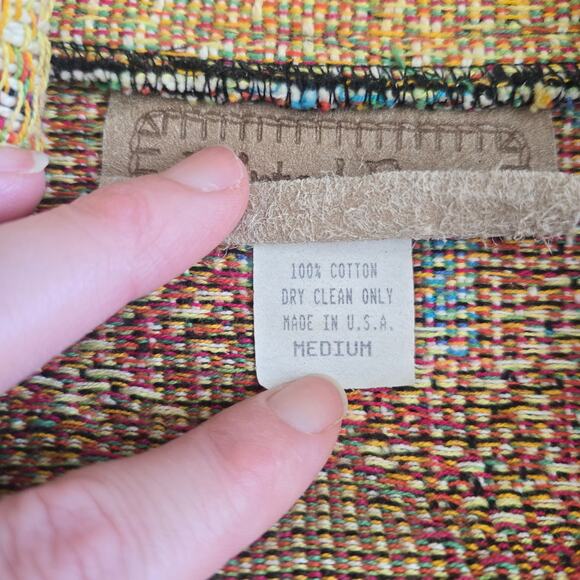 100% COTTON
DRY CLEAN ONLY
MADE IN U.S.A.
MEDIUM